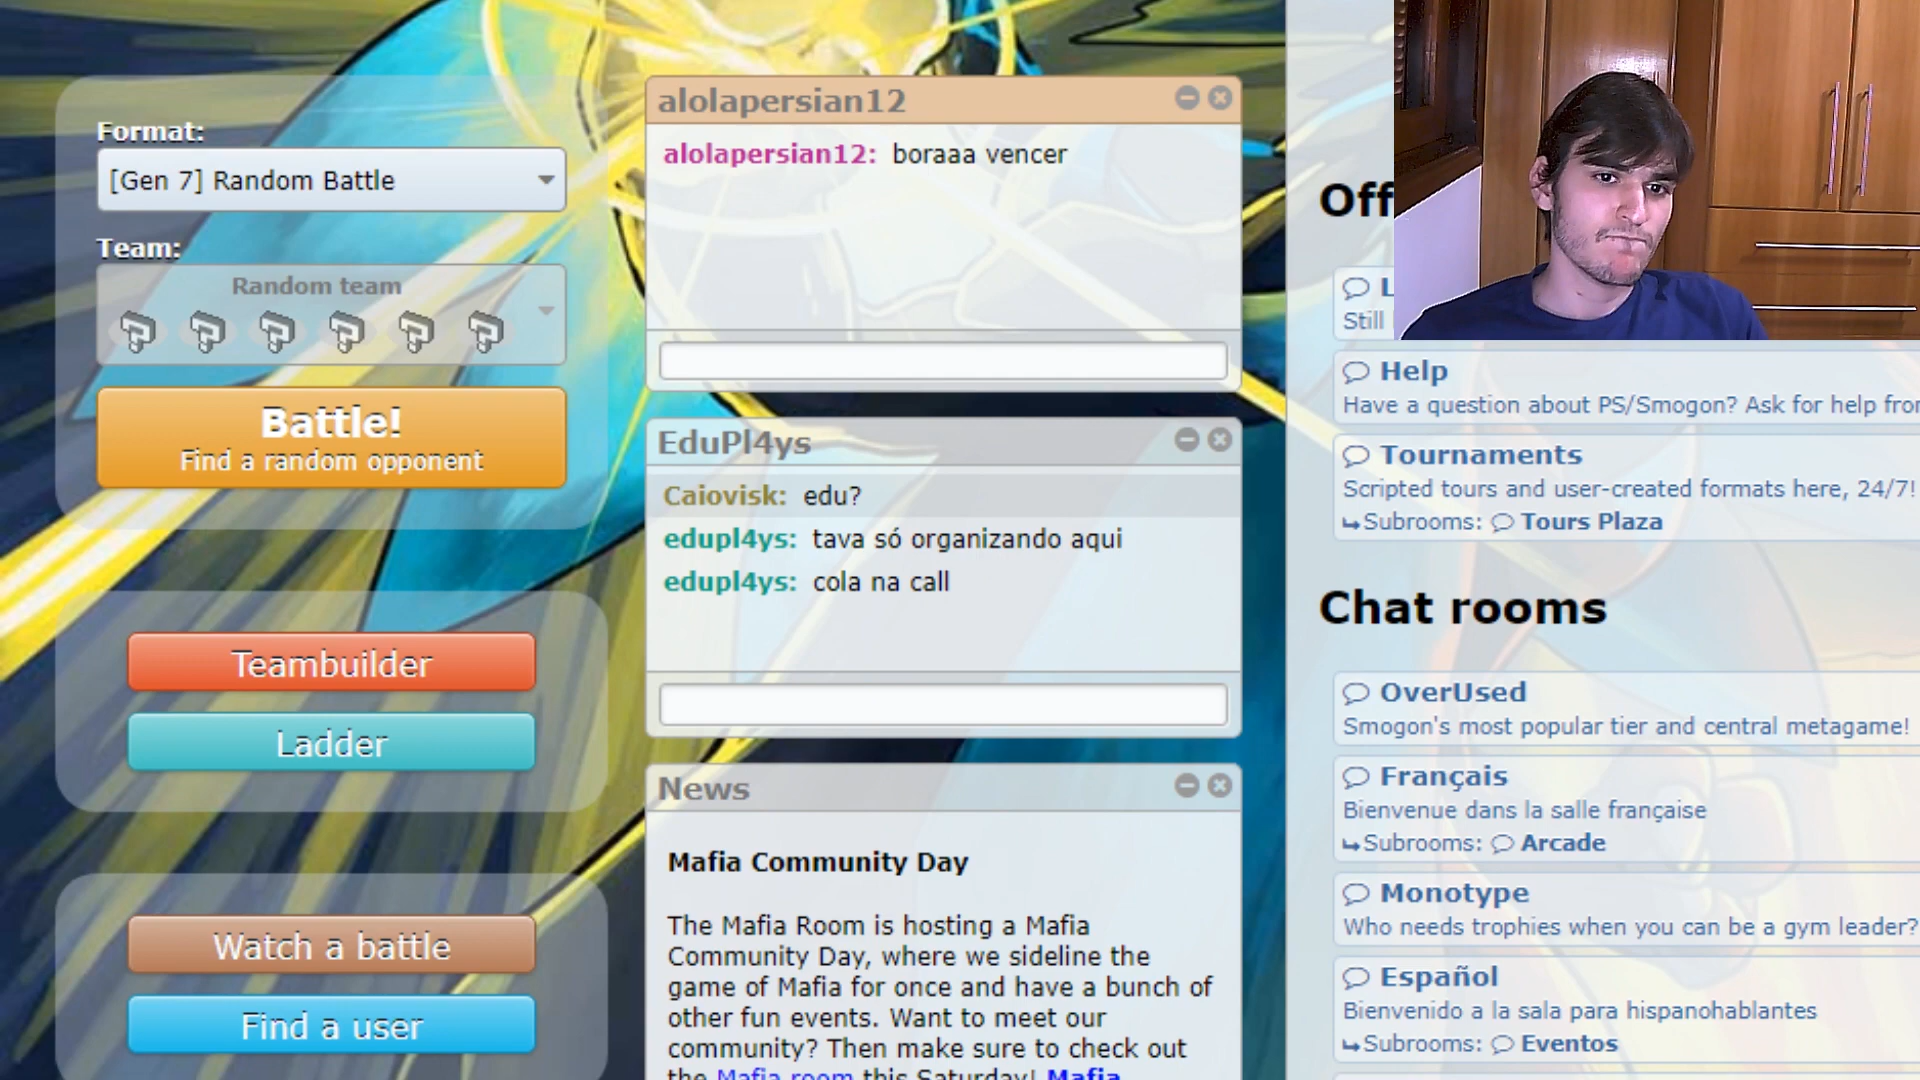 Format:
[Gen 7] Random Battle
Team:
Random team
Battle!
Find a random opponent
Teambuilder
Ladder
Watch a battle
Find a user
alolapersian12
alolapersian12: boraaa vencer
EduPl4ys
Caiovisk: edu?
edupl4ys: tava só organizando aqui
edupl4ys: cola na call
News
Mafia Community Day
The Mafia Room is hosting a Mafia
Community Day, where we sideline the
game of Mafia for once and have a bunch of
other fun events. Want to meet our
community? Then make sure to check out
the Mafia room this Saturday! Mafia
Off
L
Still
Help
Have a question about PS/Smogon? Ask for help
Tournaments
Scripted tours and user-created formats here, 24/7!
↳Subrooms: Tours Plaza
Chat rooms
OverUsed
Smogon's most popular tier and central metagame!
Français
Bienvenue dans la salle française
↳Subrooms: Arcade
Monotype
Who needs trophies when you can be a gym leader?
Español
Bienvenido a la sala para hispanohablantes
↳Subrooms: Eventos